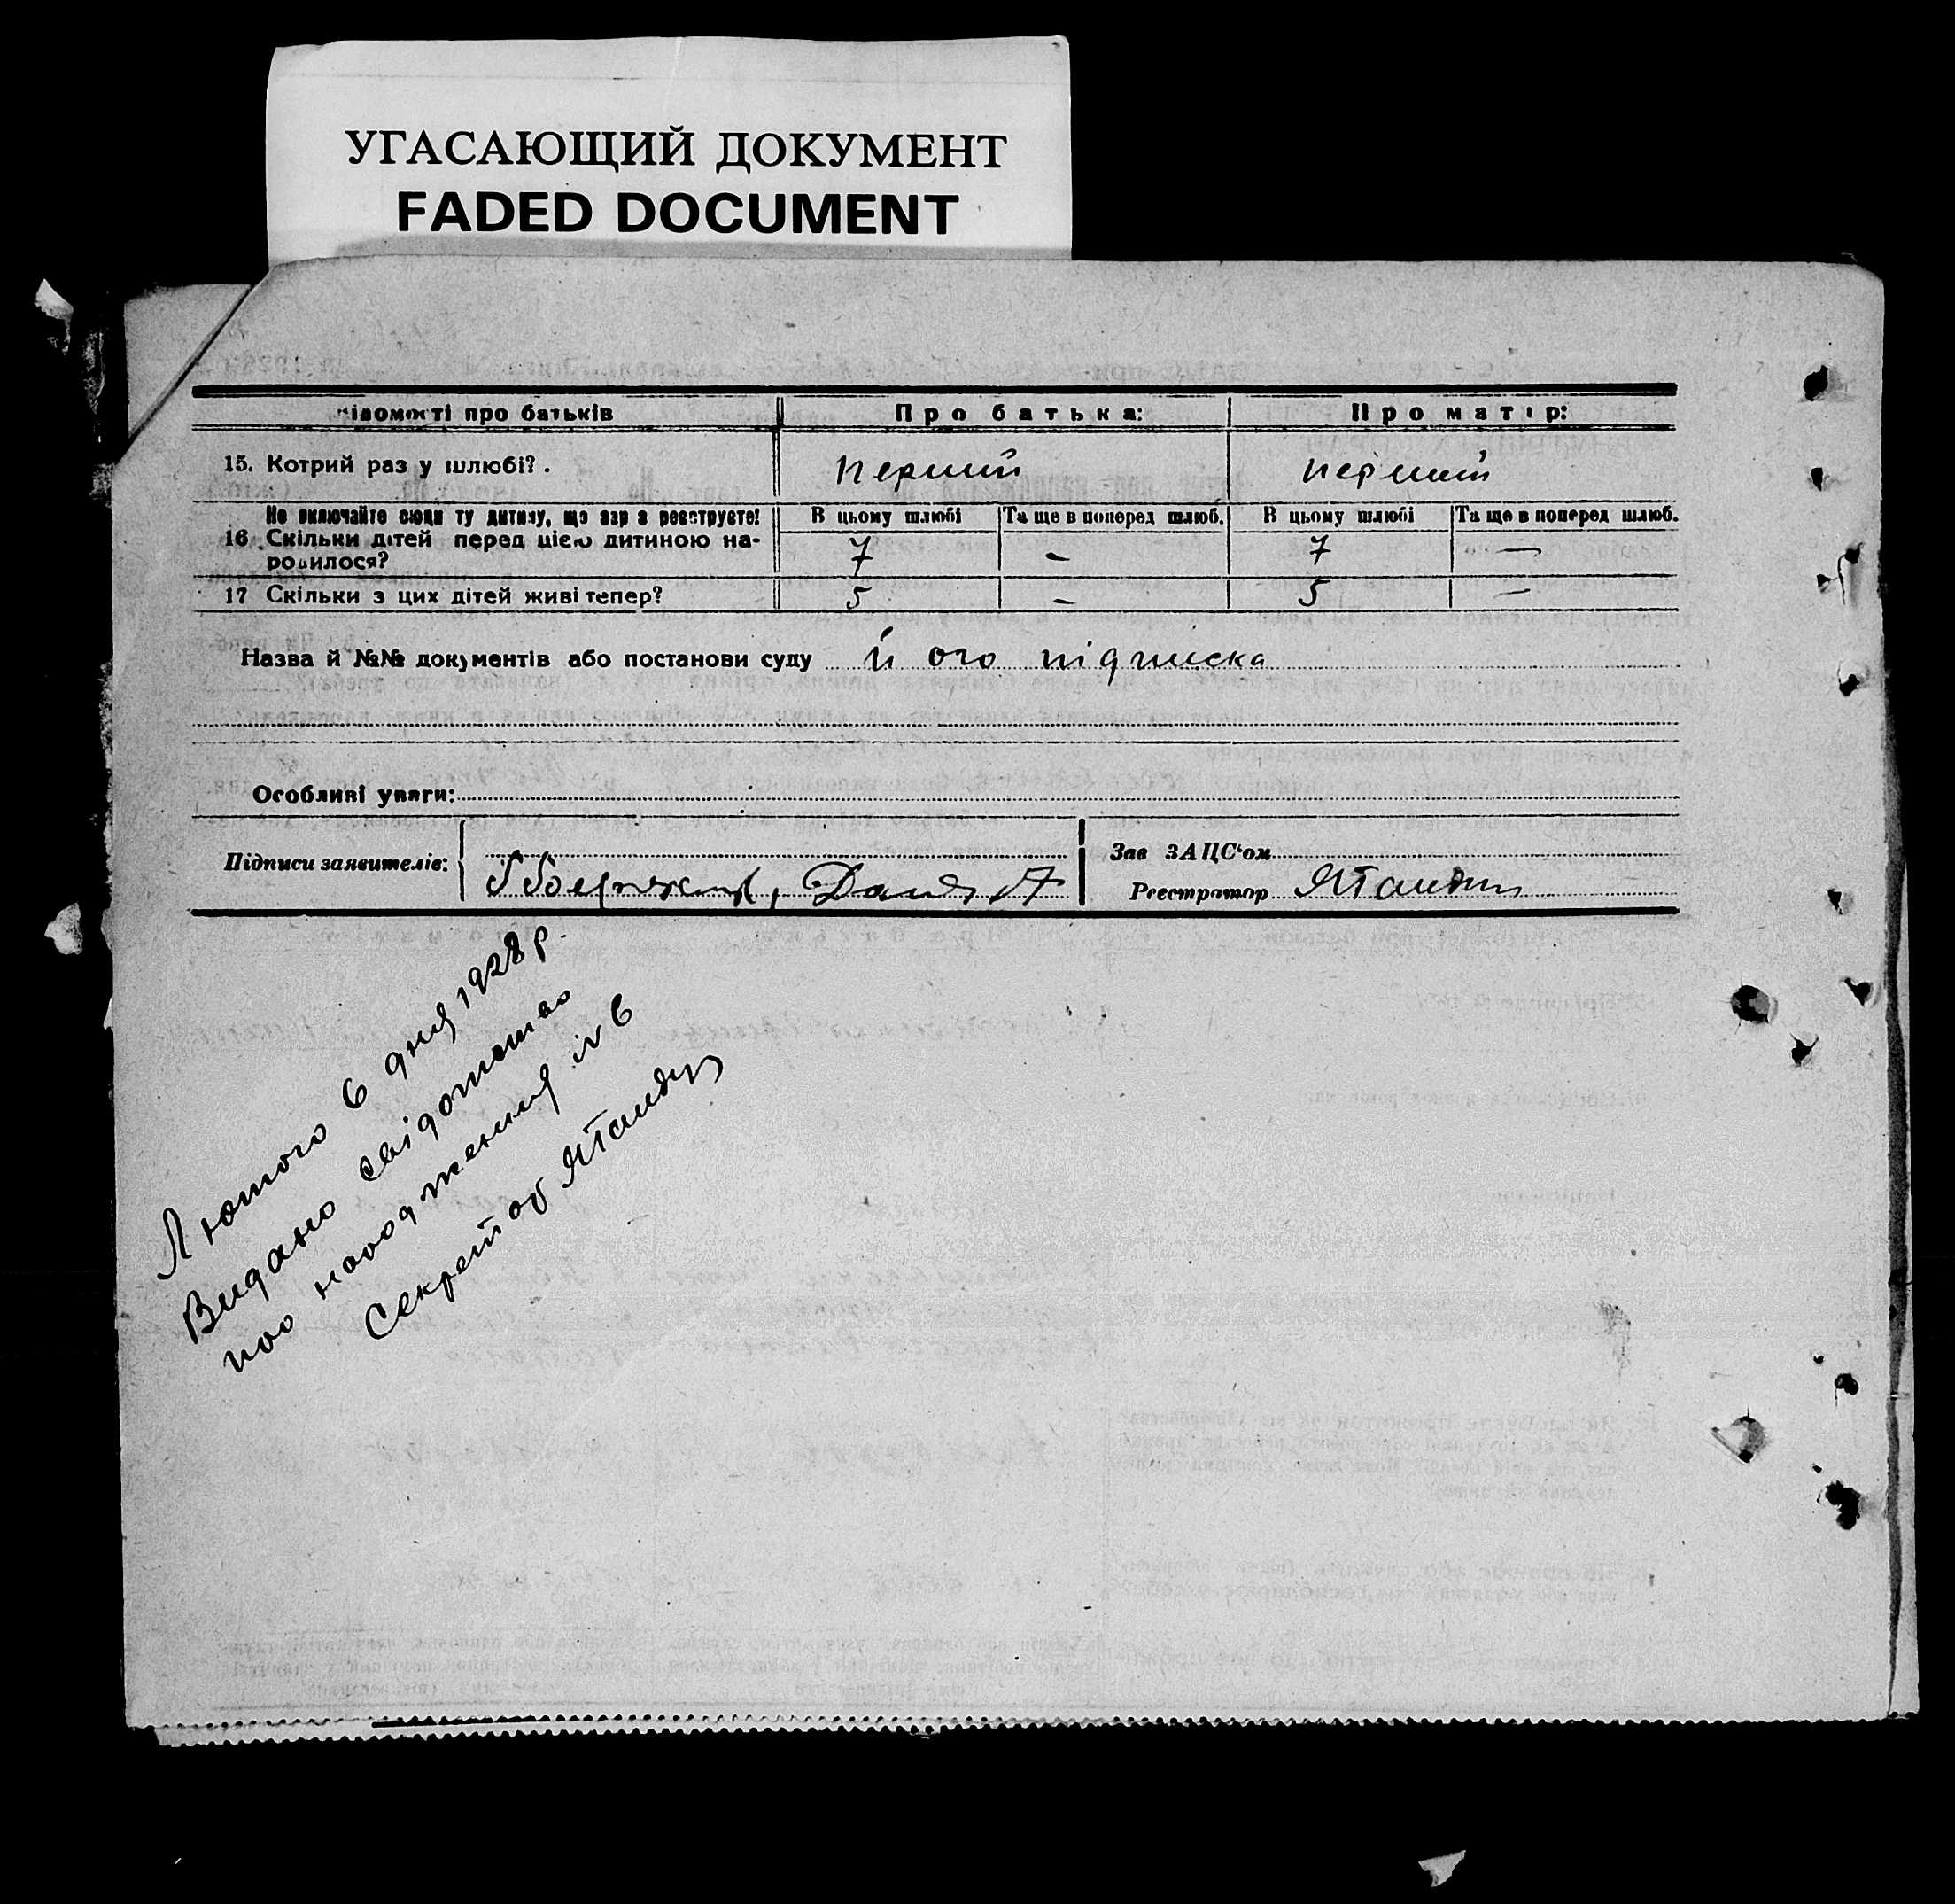 УГАСАЮЩИЙ ДОКУМЕНТ
FADED DOCUMENT
ідомості про батьків Про батька: Про матір:
15. Котрий раз у шлюбі? перший перший
Не включайте сюди ту дитину, що зар з реєструєте! В цьому шлюбі Та ще в поперед шлюб. В цьому шлюбі Та ще в поперед шлюб.
16. Скільки дітей перед цією дитиною на-
родилося? 7 – 7 —
17 Скільки з цих дітей живі тепер? 5 – 5 —
Назва й №№ документів або постанови суду його підписка
Особливі уваги:
Підписи заявителів: Зав ЗАЦС'ом
Реєстратор
Лютого 6 дня 1928 р.
Видано свідоцтво
про народження № 6
Секретар